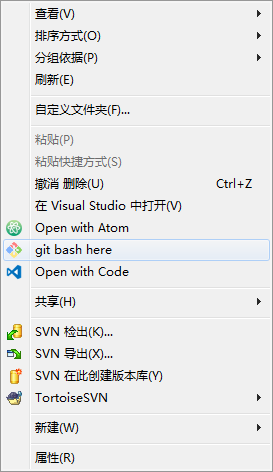 查看(V)
排序方式(O)
分组依据(P)
刷新(E)
自定义文件夹(F)...
粘贴(P)
粘贴快捷方式(S)
撤消 删除(U) Ctrl+Z
在 Visual Studio 中打开(V)
Open with Atom
git bash here
Open with Code
共享(H)
SVN 检出(K)...
SVN 导出(X)...
SVN 在此创建版本库(Y)
TortoiseSVN
新建(W)
属性(R)